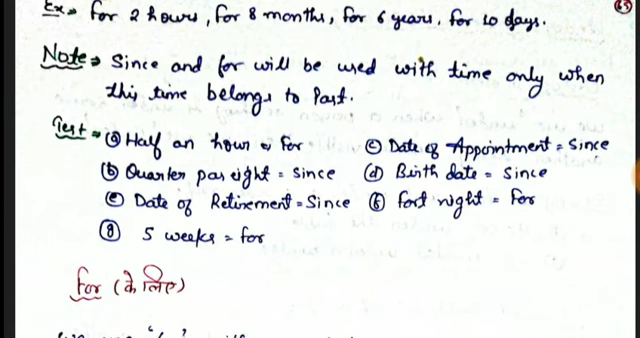 Ex⇒ For 2 hours, for 8 months, for 6 years, for 10 days.
63
Note⇒ Since and for will be used with time only when
this time belongs to Past.
Test⇒ (a) Half an hour = For (c) Date of Appointment = Since
(b) Quarter pas eight = Since (d) Birth date = Since
(e) Date of Retirement = Since (f) Fort night = For
(g) 5 weeks = for
For (के लिए)